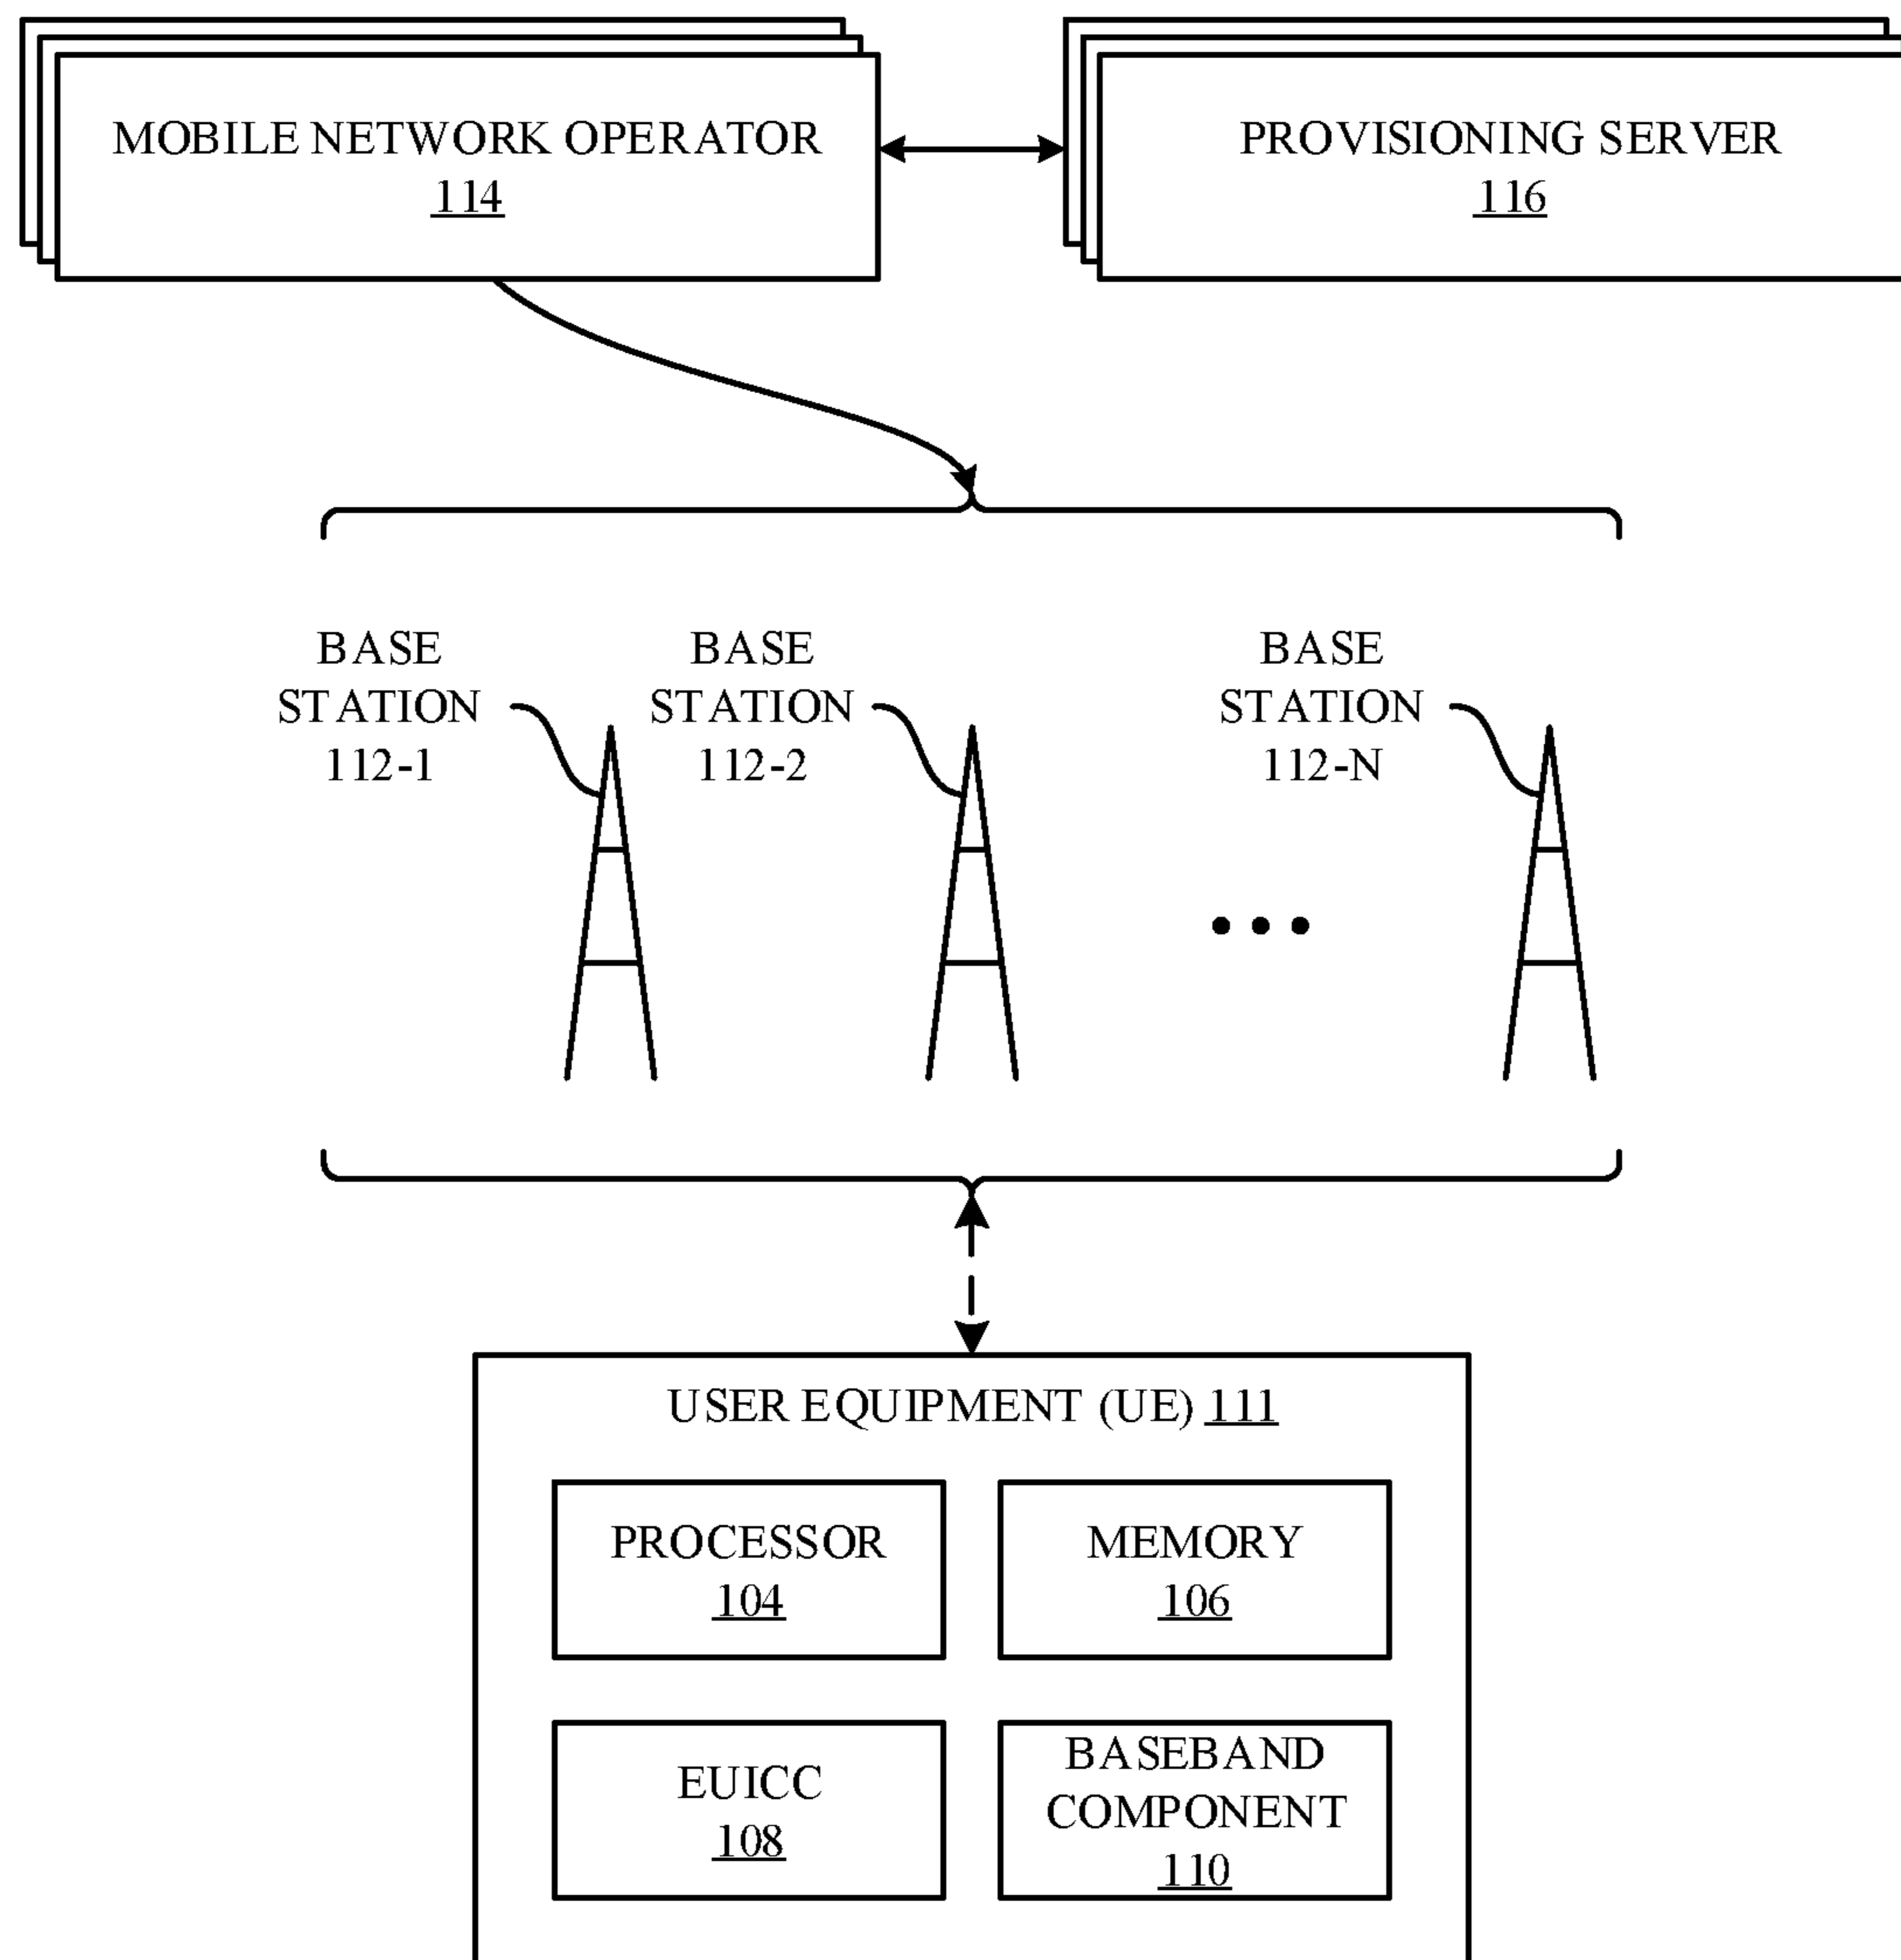 MOBILE NETWORK OPERATOR
114
PROVISIONING SERVER
116
BASE
STATION
112-1
BASE
STATION
112-2
BASE
STATION
112-N
USER EQUIPMENT (UE) 111
PROCESSOR
104
MEMORY
106
EUICC
108
BASEBAND
COMPONENT
110